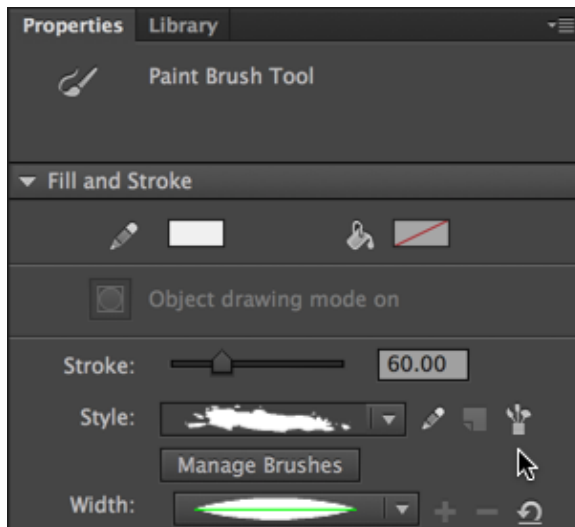 Properties Library
Paint Brush Tool
Fill and Stroke
Object drawing mode on
Stroke: 60.00
Style:
Manage Brushes
Width: